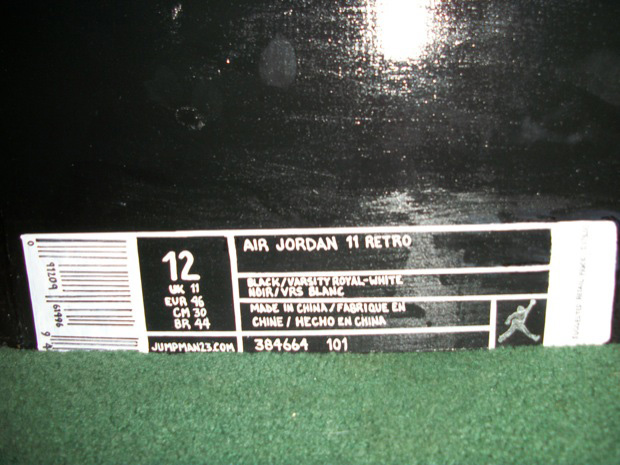 AIR JORDAN 11 RETRO
12
UK 11
EUR 46
CM 30
BR 44
BLACK/VARSITY ROYAL-WHITE
NOIR/VRS BLANC
MADE IN CHINA/FABRIQUE EN
CHINE/HECHO EN CHINA
JUMPMAN23.COM
384664 101